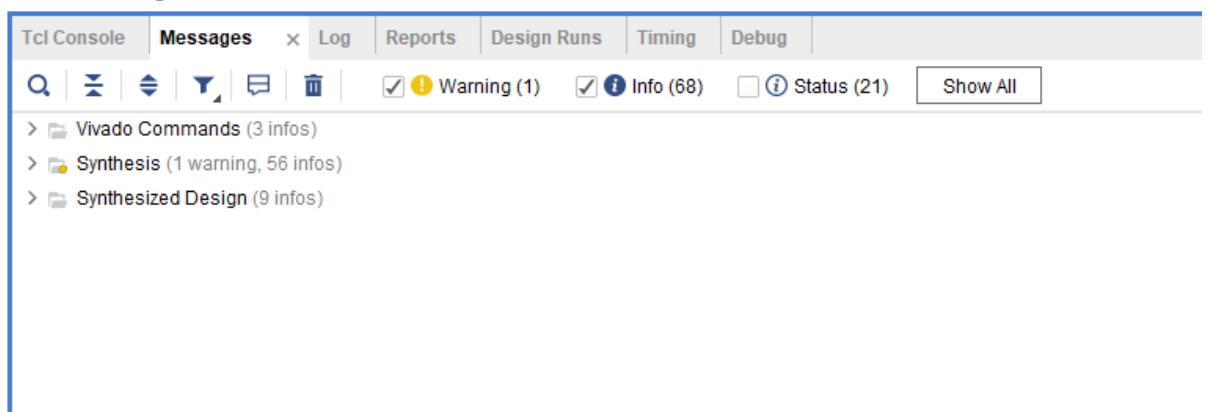 Tcl Console Messages Log Reports Design Runs Timing Debug
Warning (1) Info (68) Status (21) Show All
Vivado Commands (3 infos)
Synthesis (1 warning, 56 infos)
Synthesized Design (9 infos)